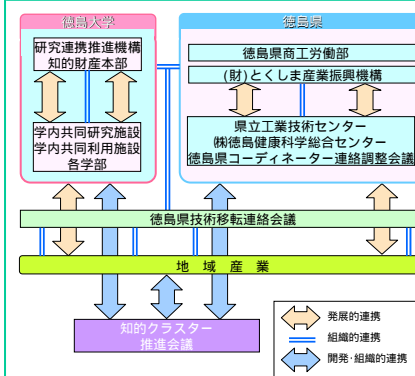 徳島大学
研究連携推進機構
知的財産本部
学内共同研究施設
学内共同利用施設
各学部
徳島県
徳島県商工労働部
(財)とくしま産業振興機構
県立工業技術センター
㈱徳島健康科学総合センター
徳島県コーディネーター連絡調整会議
徳島県技術移転連絡会議
地域産業
知的クラスター
推進会議
発展的連携
組織的連携
開発･組織的連携